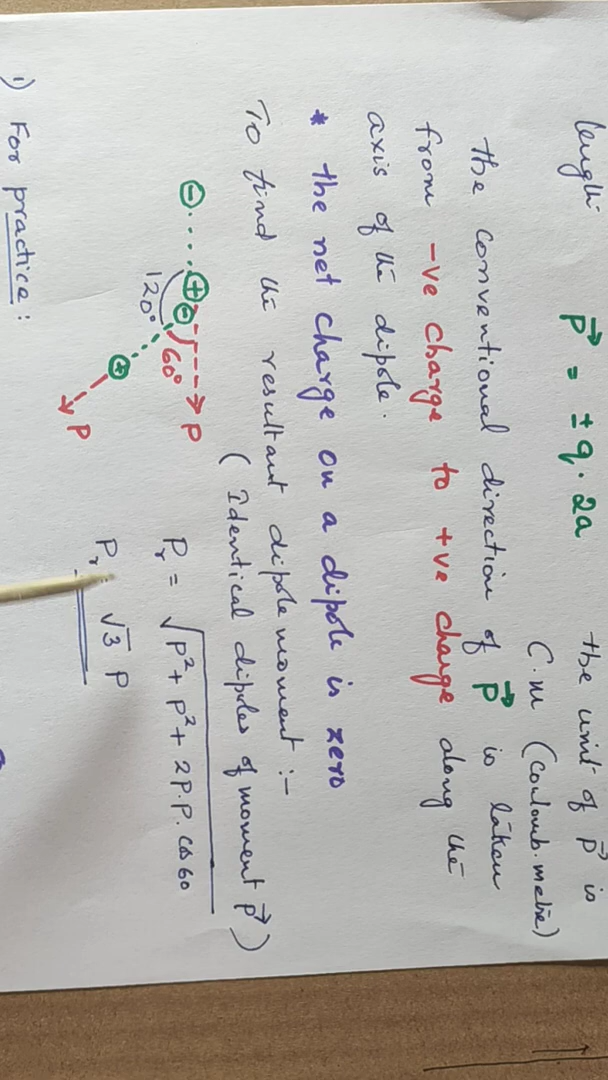 length. P⃗ = ±q.2a the unit of P⃗ is
C.m (Coulomb.metre)
the conventional direction of P⃗ is taken
from -ve charge to +ve charge along the
axis of the dipole.
* the net charge on a dipole is zero
To find the resultant dipole moment :-
(Identical dipoles of moment P⃗)
⊖ ⊕ ⊖ P
120° 60°
⊕ P
Pr = √P²+P²+2P.P.cos60
Pr √3 P
1) For practice :